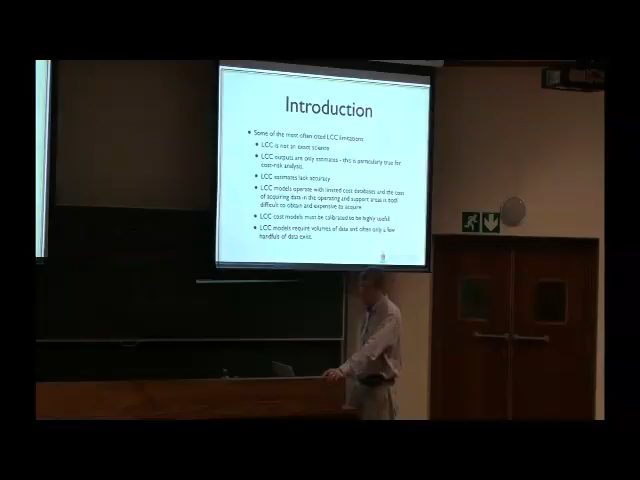 Introduction
Some of the most often cited LCC limitations:
LCC is not an exact science
LCC outputs are only estimates - this is particularly true for
cost-risk analysis.
LCC estimates lack accuracy
LCC models operate with limited cost databases and the cost
of acquiring data in the operating and support areas is both
difficult to obtain and expensive to acquire
LCC cost models must be calibrated to be highly useful
LCC models require volumes of data and often only a few
handfuls of data exist.